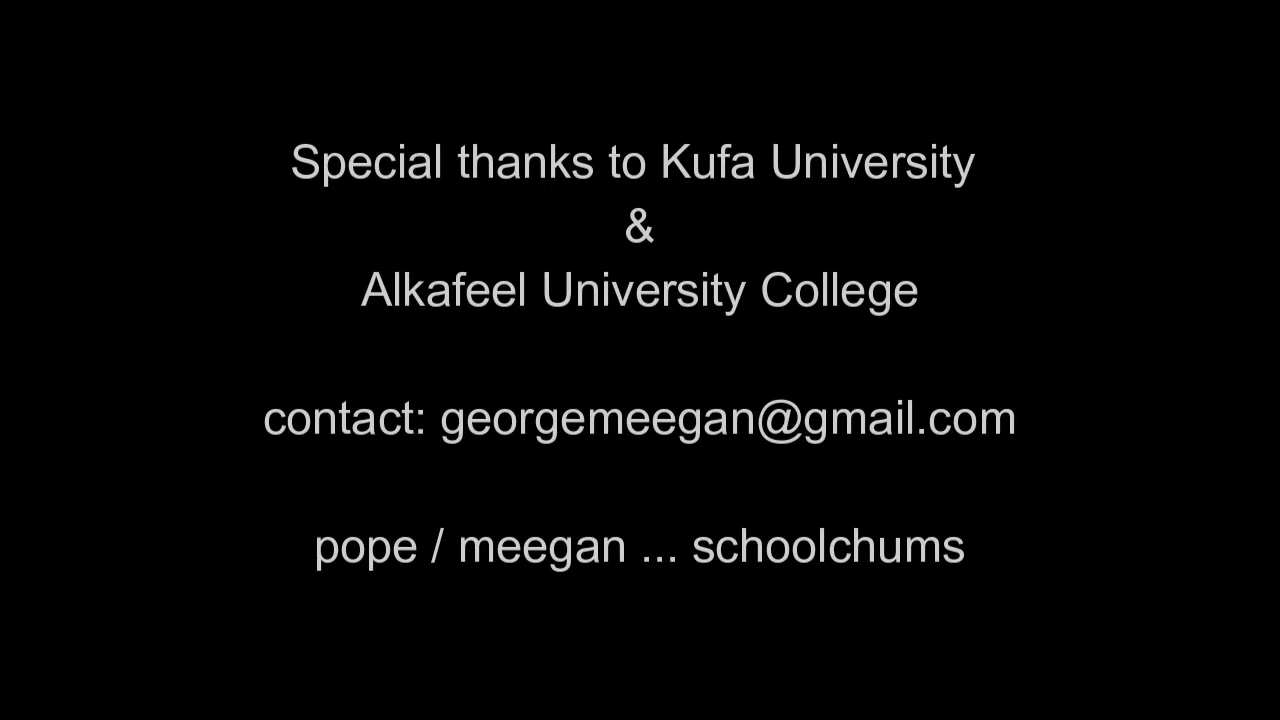 Special thanks to Kufa University
&
Alkafeel University College
contact: georgemeegan@gmail.com
pope / meegan ... schoolchums